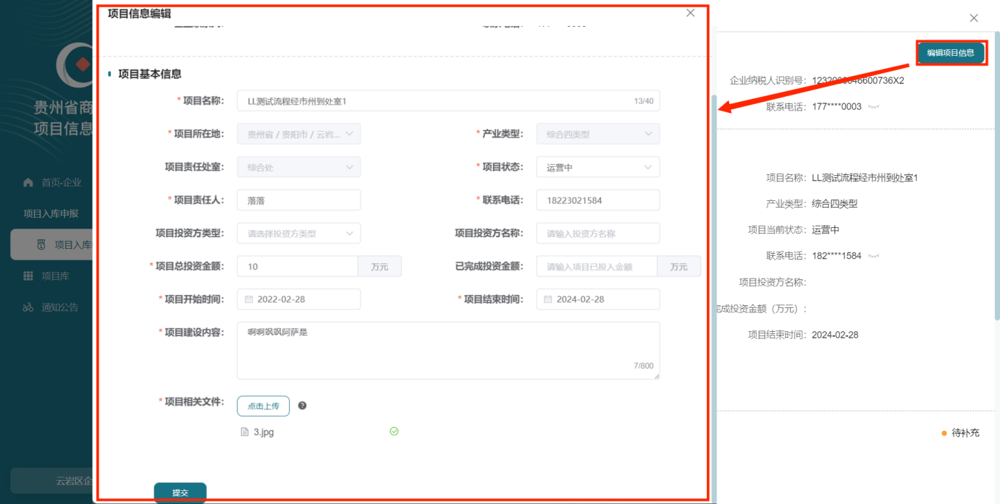 项目信息编辑
编辑项目信息
项目基本信息
企业纳税人识别号:
*项目名称: LL测试流程经市州到处室1 13/40
联系电话: 177****0003
贵州省商
项目信息
*项目所在地: 贵州省 / 贵阳市 / 云岩... *产业类型: 综合四类型
项目责任处室: 综合处 *项目状态: 运营中
项目名称: LL测试流程经市州到处室1
首页-企业
*项目责任人: 落落 *联系电话: 18223021584
产业类型: 综合四类型
项目入库申报
项目投资方类型: 请选择投资方类型 项目投资方名称: 请输入投资方名称
项目当前状态: 运营中
项目入库
*项目总投资金额: 10 万元 已完成投资金额: 请输入项目已投入金额 万元
联系电话: 182****1584
项目库
项目投资方名称:
*项目开始时间: 2022-02-28 *项目结束时间: 2024-02-28
通知公告
完成投资金额（万元）:
*项目建设内容: 啊啊飒飒阿萨是
项目结束时间: 2024-02-28
7/800
*项目相关文件: 点击上传
3.jpg
待补充
云岩区企
提交